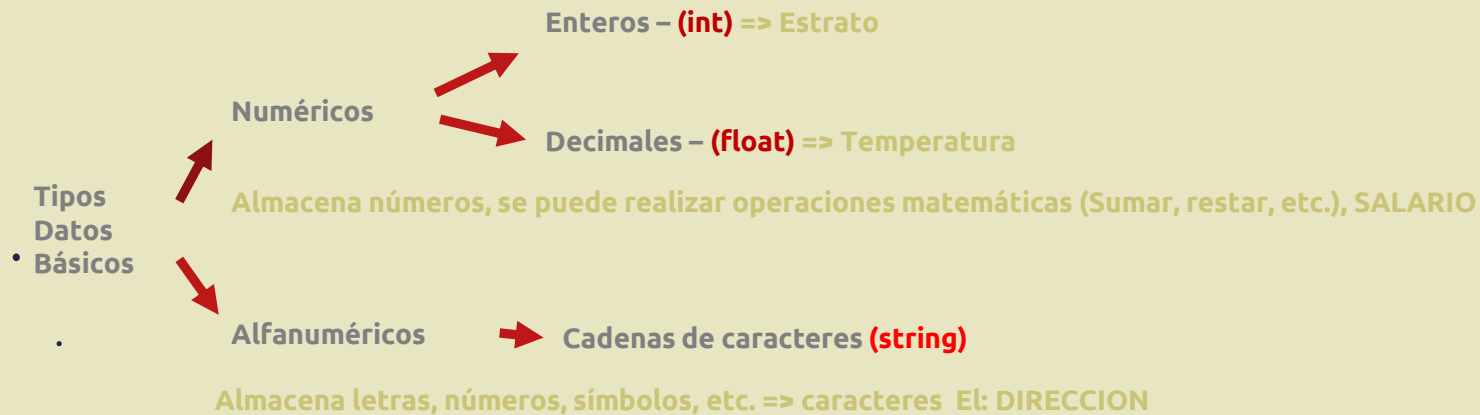 Enteros – (int) => Estrato
Numéricos
Decimales – (float) => Temperatura
Tipos
Datos
Básicos
Almacena números, se puede realizar operaciones matemáticas (Sumar, restar, etc.), SALARIO
Alfanuméricos
Cadenas de caracteres (string)
Almacena letras, números, símbolos, etc. => caracteres El: DIRECCION